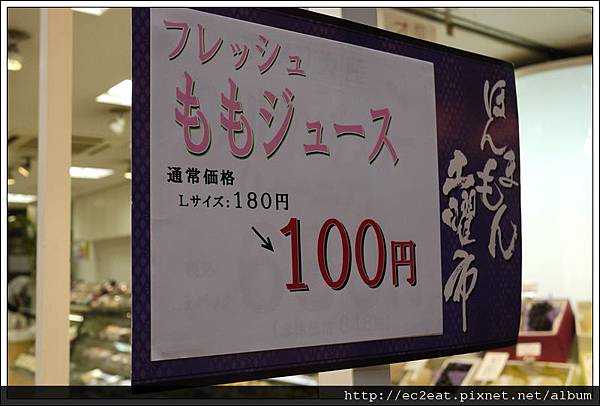 フレッシュ
ももジュース
通常価格
Lサイズ:180円
100円
ほんまもん
土曜市
http://ec2eat.pixnet.net/album